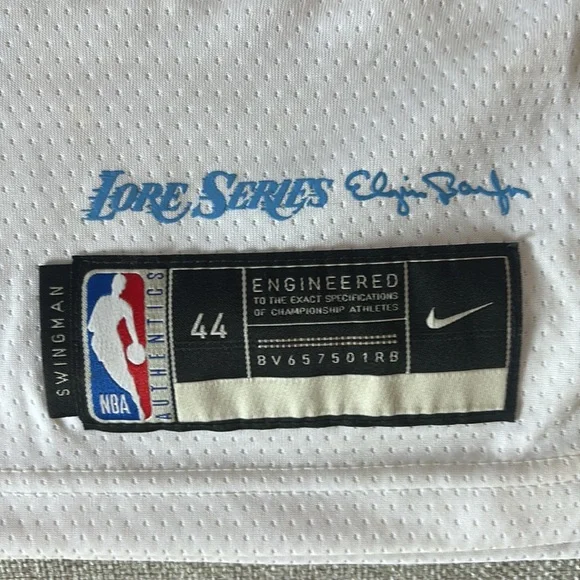 LORE SERIES Elgin Baylor
SWINGMAN
NBA
AUTHENTICS
44
ENGINEERED
TO THE EXACT SPECIFICATIONS
OF CHAMPIONSHIP ATHLETES
BV657501RB